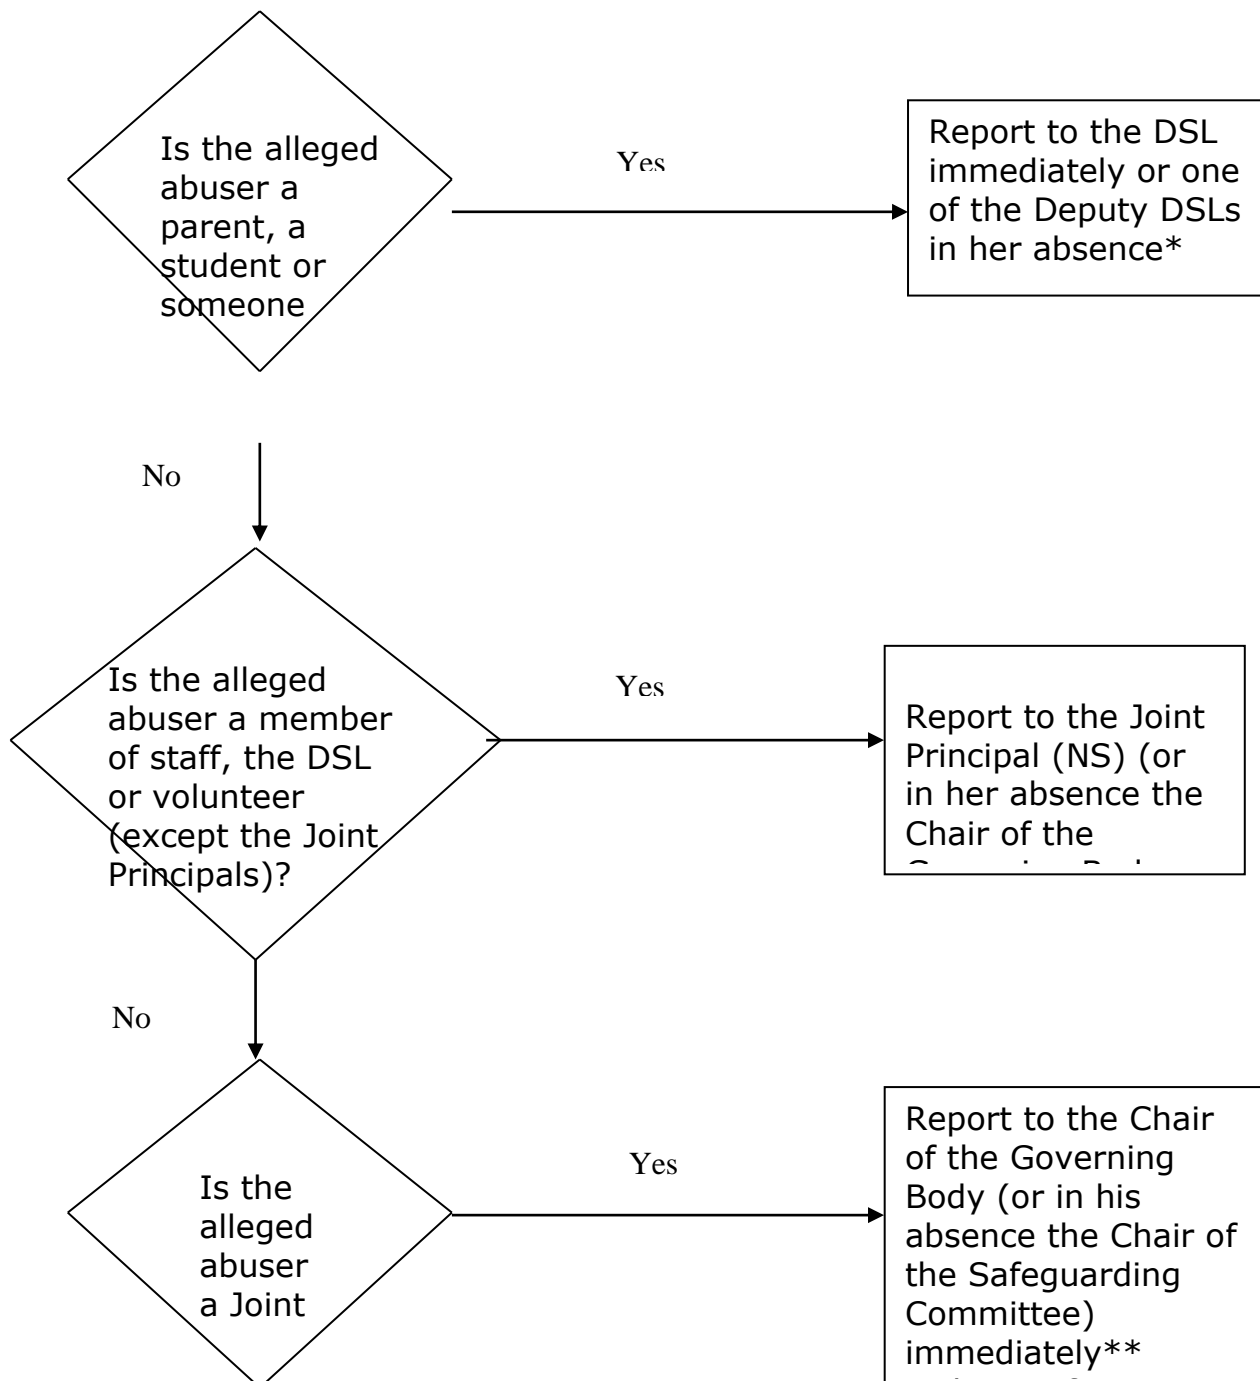 Is the alleged
abuser a
parent, a
student or
someone
Yes
Report to the DSL
immediately or one
of the Deputy DSLs
in her absence*
No
Is the alleged
abuser a member
of staff, the DSL
or volunteer
(except the Joint
Principals)?
Yes
Report to the Joint
Principal (NS) (or
in her absence the
Chair of the
No
Is the
alleged
abuser
a Joint
Yes
Report to the Chair
of the Governing
Body (or in his
absence the Chair of
the Safeguarding
Committee)
immediately**